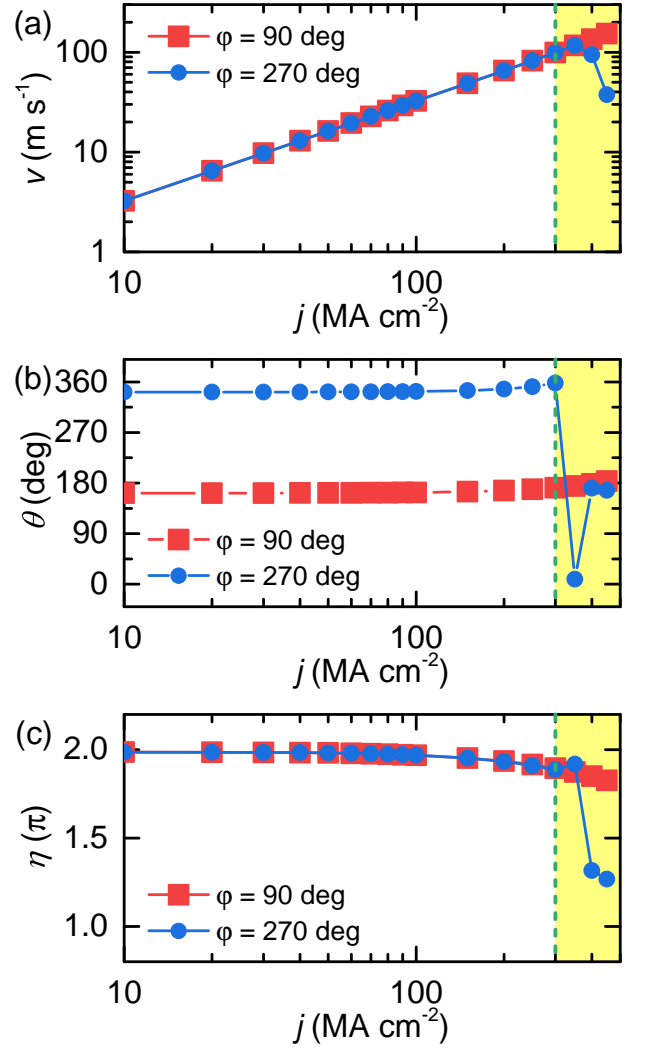 (a)
φ = 90 deg
φ = 270 deg
100
10
1
v (m s⁻¹)
10
100
j (MA cm⁻²)
(b)
360
270
180
90
0
θ (deg)
φ = 90 deg
φ = 270 deg
10
100
j (MA cm⁻²)
(c)
2.0
1.5
1.0
η (π)
φ = 90 deg
φ = 270 deg
10
100
j (MA cm⁻²)